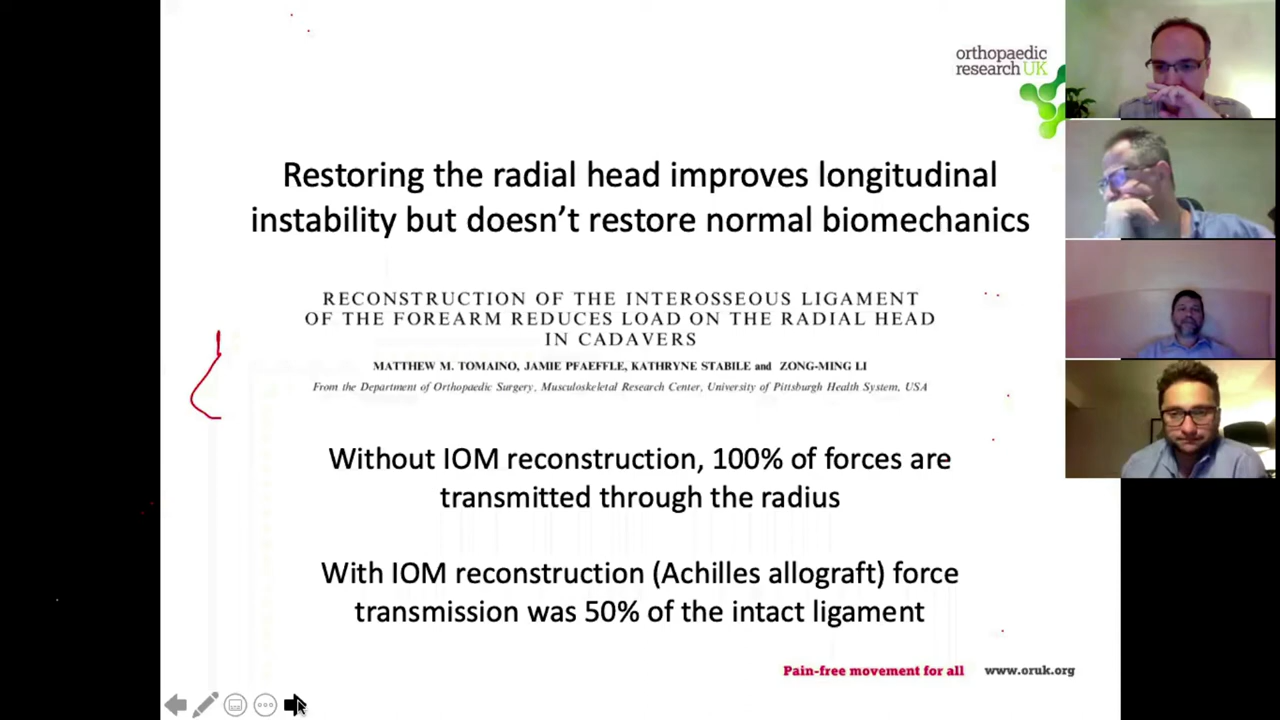 orthopaedic
research UK
Restoring the radial head improves longitudinal
instability but doesn’t restore normal biomechanics
RECONSTRUCTION OF THE INTEROSSEOUS LIGAMENT
OF THE FOREARM REDUCES LOAD ON THE RADIAL HEAD
IN CADAVERS
MATTHEW M. TOMAINO, JAMIE PFAEFFLE, KATHRYNE STABILE and ZONG-MING LI
From the Department of Orthopaedic Surgery, Musculoskeletal Research Center, University of Pittsburgh Health System, USA
Without IOM reconstruction, 100% of forces are
transmitted through the radius
With IOM reconstruction (Achilles allograft) force
transmission was 50% of the intact ligament
Pain-free movement for all www.oruk.org